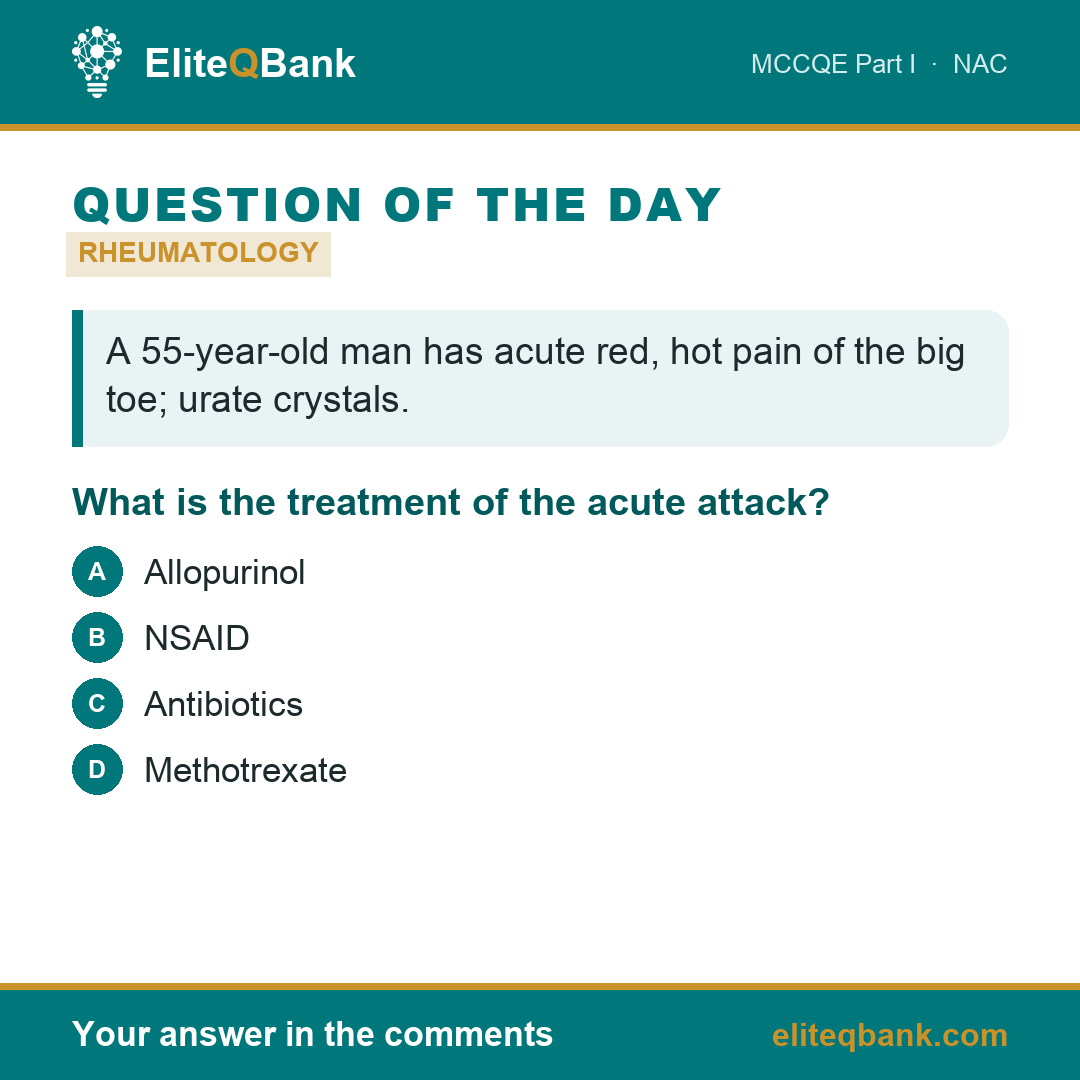 EliteQBank
MCCQE Part I · NAC
QUESTION OF THE DAY
RHEUMATOLOGY
A 55-year-old man has acute red, hot pain of the big
toe; urate crystals.
What is the treatment of the acute attack?
A Allopurinol
B NSAID
C Antibiotics
D Methotrexate
Your answer in the comments
eliteqbank.com